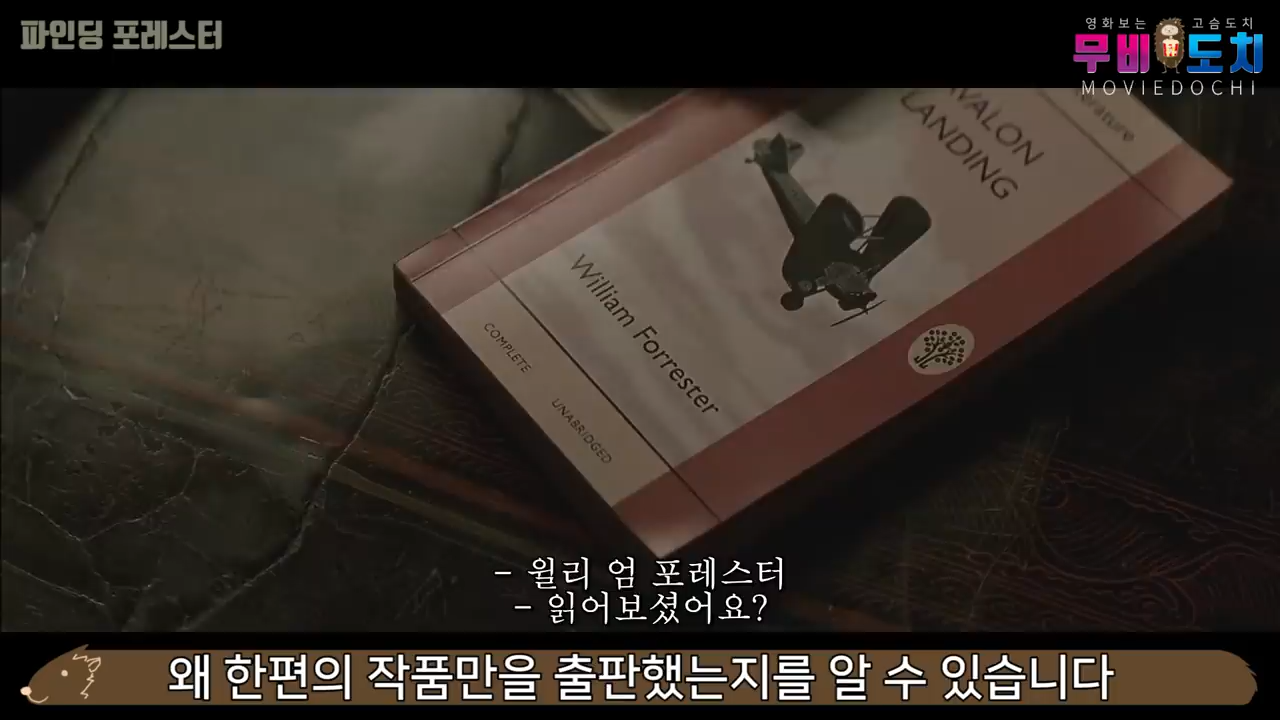 파인딩 포레스터
영화보는 고슴도치
무비도치
MOVIEDOCHI
AVALON
LANDING
William Forrester
COMPLETE
UNABRIDGED
- 윌리 엄 포레스터
- 읽어보셨어요?
왜 한편의 작품만을 출판했는지를 알 수 있습니다